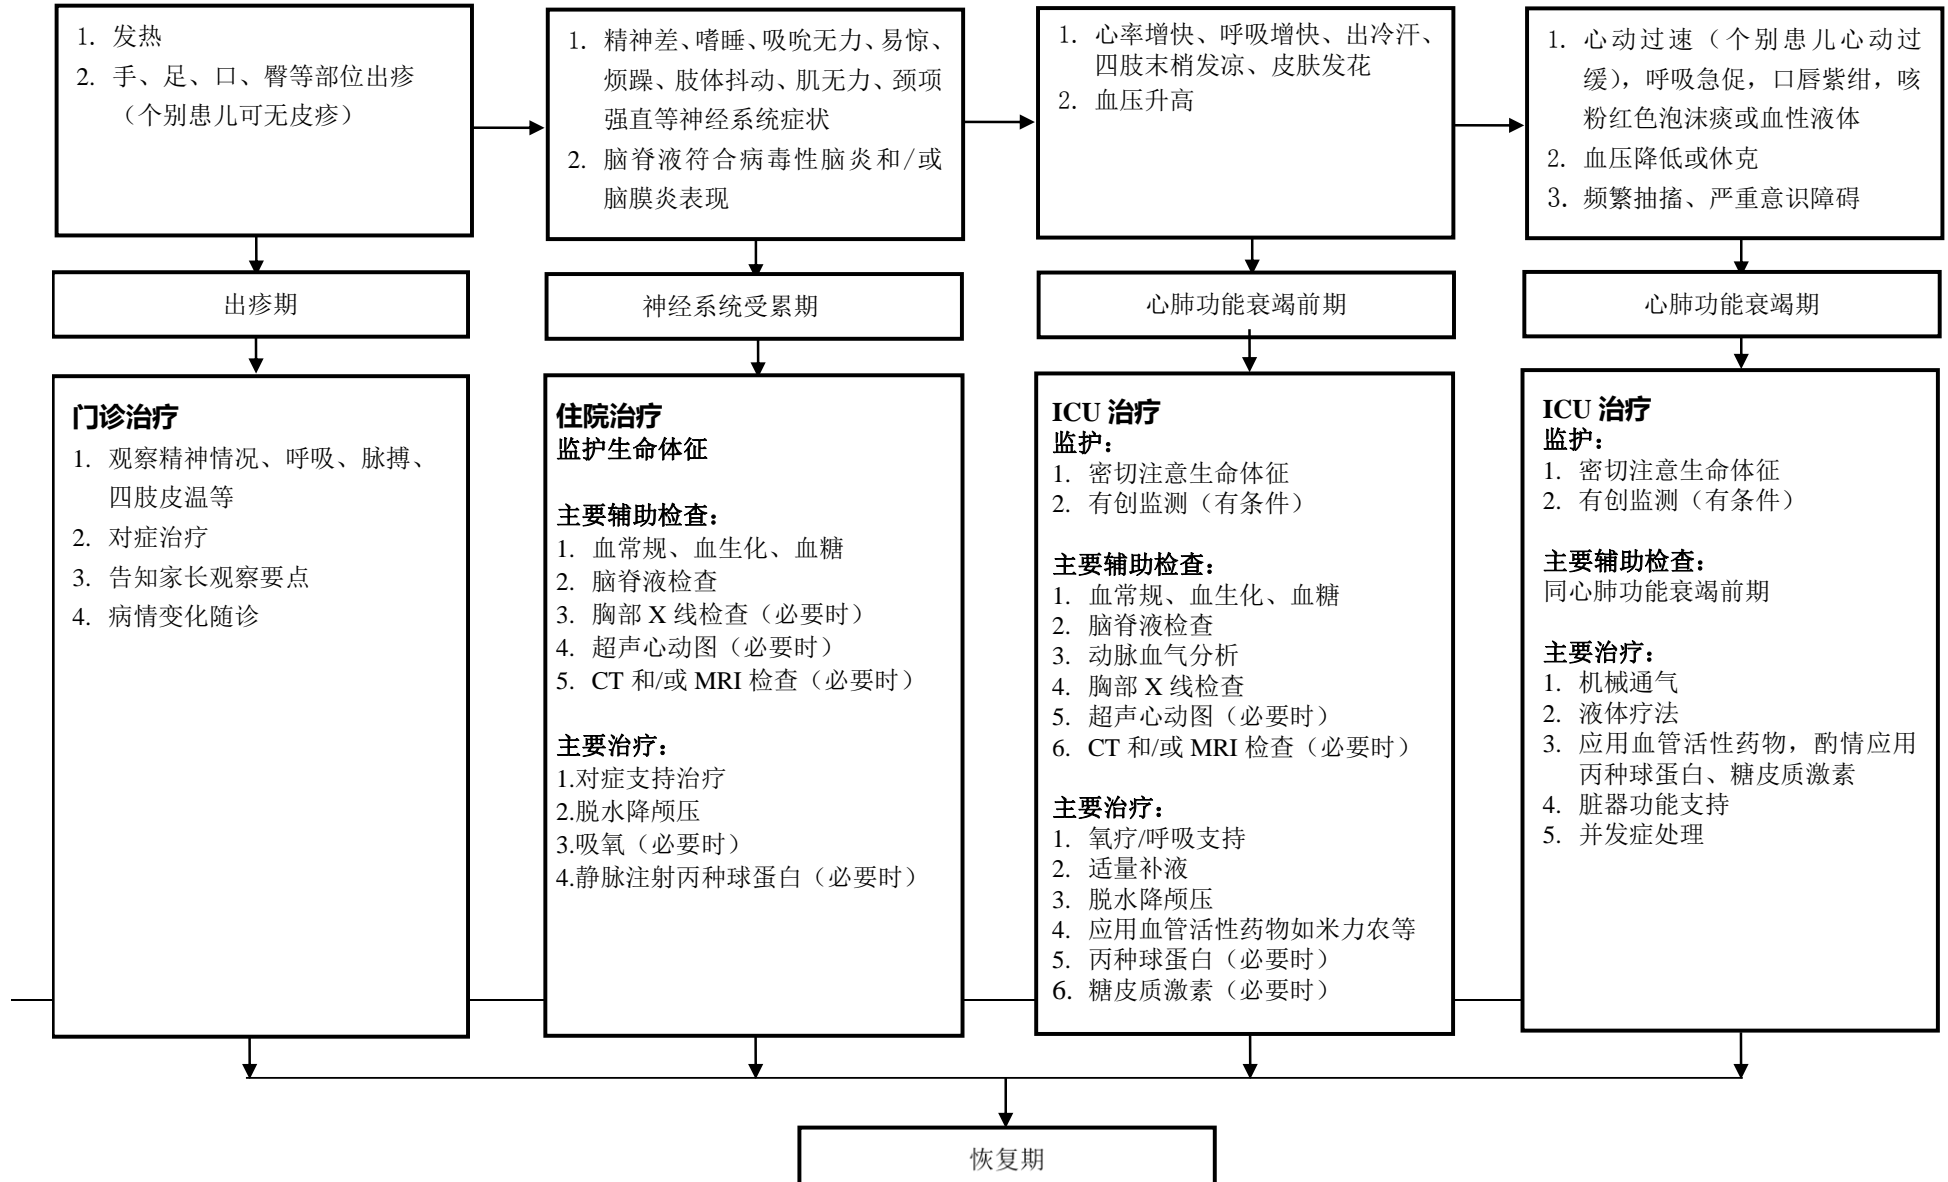 1. 发热
2. 手、足、口、臀等部位出疹
（个别患儿可无皮疹）
1. 精神差、嗜睡、吸吮无力、易惊、
烦躁、肢体抖动、肌无力、颈项
强直等神经系统症状
2. 脑脊液符合病毒性脑炎和/或
脑膜炎表现
1. 心率增快、呼吸增快、出冷汗、
四肢末梢发凉、皮肤发花
2. 血压升高
1. 心动过速（个别患儿心动过
缓），呼吸急促，口唇紫绀，咳
粉红色泡沫痰或血性液体
2. 血压降低或休克
3. 频繁抽搐、严重意识障碍
出疹期
神经系统受累期
心肺功能衰竭前期
心肺功能衰竭期
门诊治疗
1. 观察精神情况、呼吸、脉搏、
四肢皮温等
2. 对症治疗
3. 告知家长观察要点
4. 病情变化随诊
住院治疗
监护生命体征
主要辅助检查：
1. 血常规、血生化、血糖
2. 脑脊液检查
3. 胸部 X 线检查（必要时）
4. 超声心动图（必要时）
5. CT 和/或 MRI 检查（必要时）
主要治疗：
1.对症支持治疗
2.脱水降颅压
3.吸氧（必要时）
4.静脉注射丙种球蛋白（必要时）
ICU 治疗
监护：
1. 密切注意生命体征
2. 有创监测（有条件）
主要辅助检查：
1. 血常规、血生化、血糖
2. 脑脊液检查
3. 动脉血气分析
4. 胸部 X 线检查
5. 超声心动图（必要时）
6. CT 和/或 MRI 检查（必要时）
主要治疗：
1. 氧疗/呼吸支持
2. 适量补液
3. 脱水降颅压
4. 应用血管活性药物如米力农等
5. 丙种球蛋白（必要时）
6. 糖皮质激素（必要时）
ICU 治疗
监护：
1. 密切注意生命体征
2. 有创监测（有条件）
主要辅助检查：
同心肺功能衰竭前期
主要治疗：
1. 机械通气
2. 液体疗法
3. 应用血管活性药物，酌情应用
丙种球蛋白、糖皮质激素
4. 脏器功能支持
5. 并发症处理
恢复期